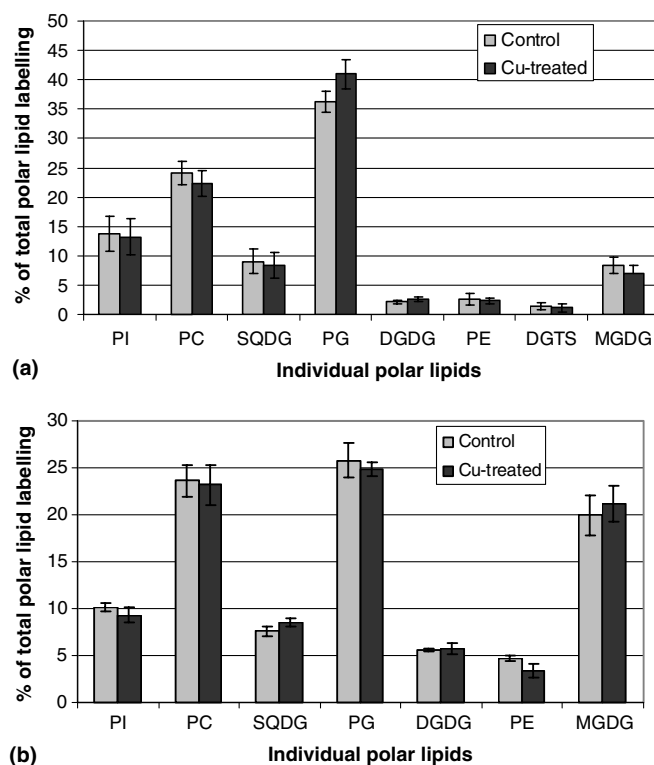 50
45
40
35
30
25
20
15
10
5
0
% of total polar lipid labelling
Control
Cu-treated
PI PC SQDG PG DGDG PE DGTS MGDG
(a) Individual polar lipids
30
25
20
15
10
5
0
% of total polar lipid labelling
Control
Cu-treated
PI PC SQDG PG DGDG PE MGDG
(b) Individual polar lipids